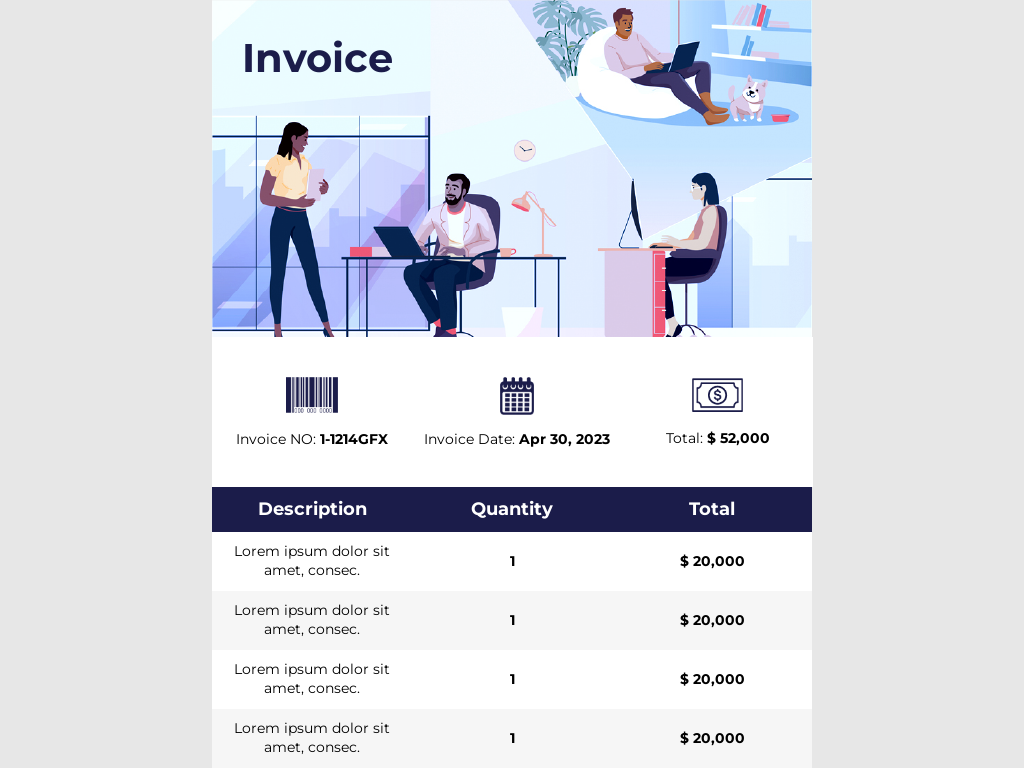 Invoice
Invoice NO: 1-1214GFX
Invoice Date: Apr 30, 2023
Total: $ 52,000
Description Quantity Total
Lorem ipsum dolor sit
amet, consec.
1
$ 20,000
Lorem ipsum dolor sit
amet, consec.
1
$ 20,000
Lorem ipsum dolor sit
amet, consec.
1
$ 20,000
Lorem ipsum dolor sit
amet, consec.
1
$ 20,000